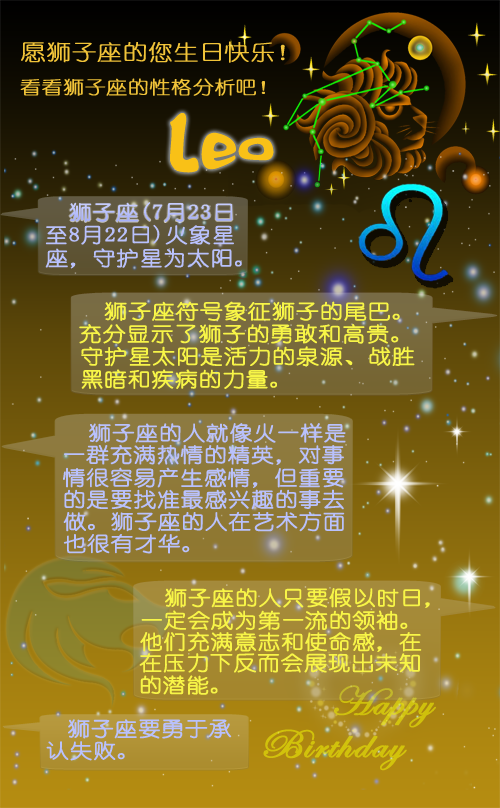 愿狮子座的您生日快乐！
看看狮子座的性格分析吧！
Leo
狮子座(7月23日
至8月22日)火象星
座，守护星为太阳。
狮子座符号象征狮子的尾巴。
充分显示了狮子的勇敢和高贵。
守护星太阳是活力的泉源、战胜
黑暗和疾病的力量。
狮子座的人就像火一样是
一群充满热情的精英，对事
情很容易产生感情，但重要
的是要找准最感兴趣的事去
做。狮子座的人在艺术方面
也很有才华。
狮子座的人只要假以时日，
一定会成为第一流的领袖。
他们充满意志和使命感，在
在压力下反而会展现出未知
的潜能。
Happy
Birthday
狮子座要勇于承
认失败。